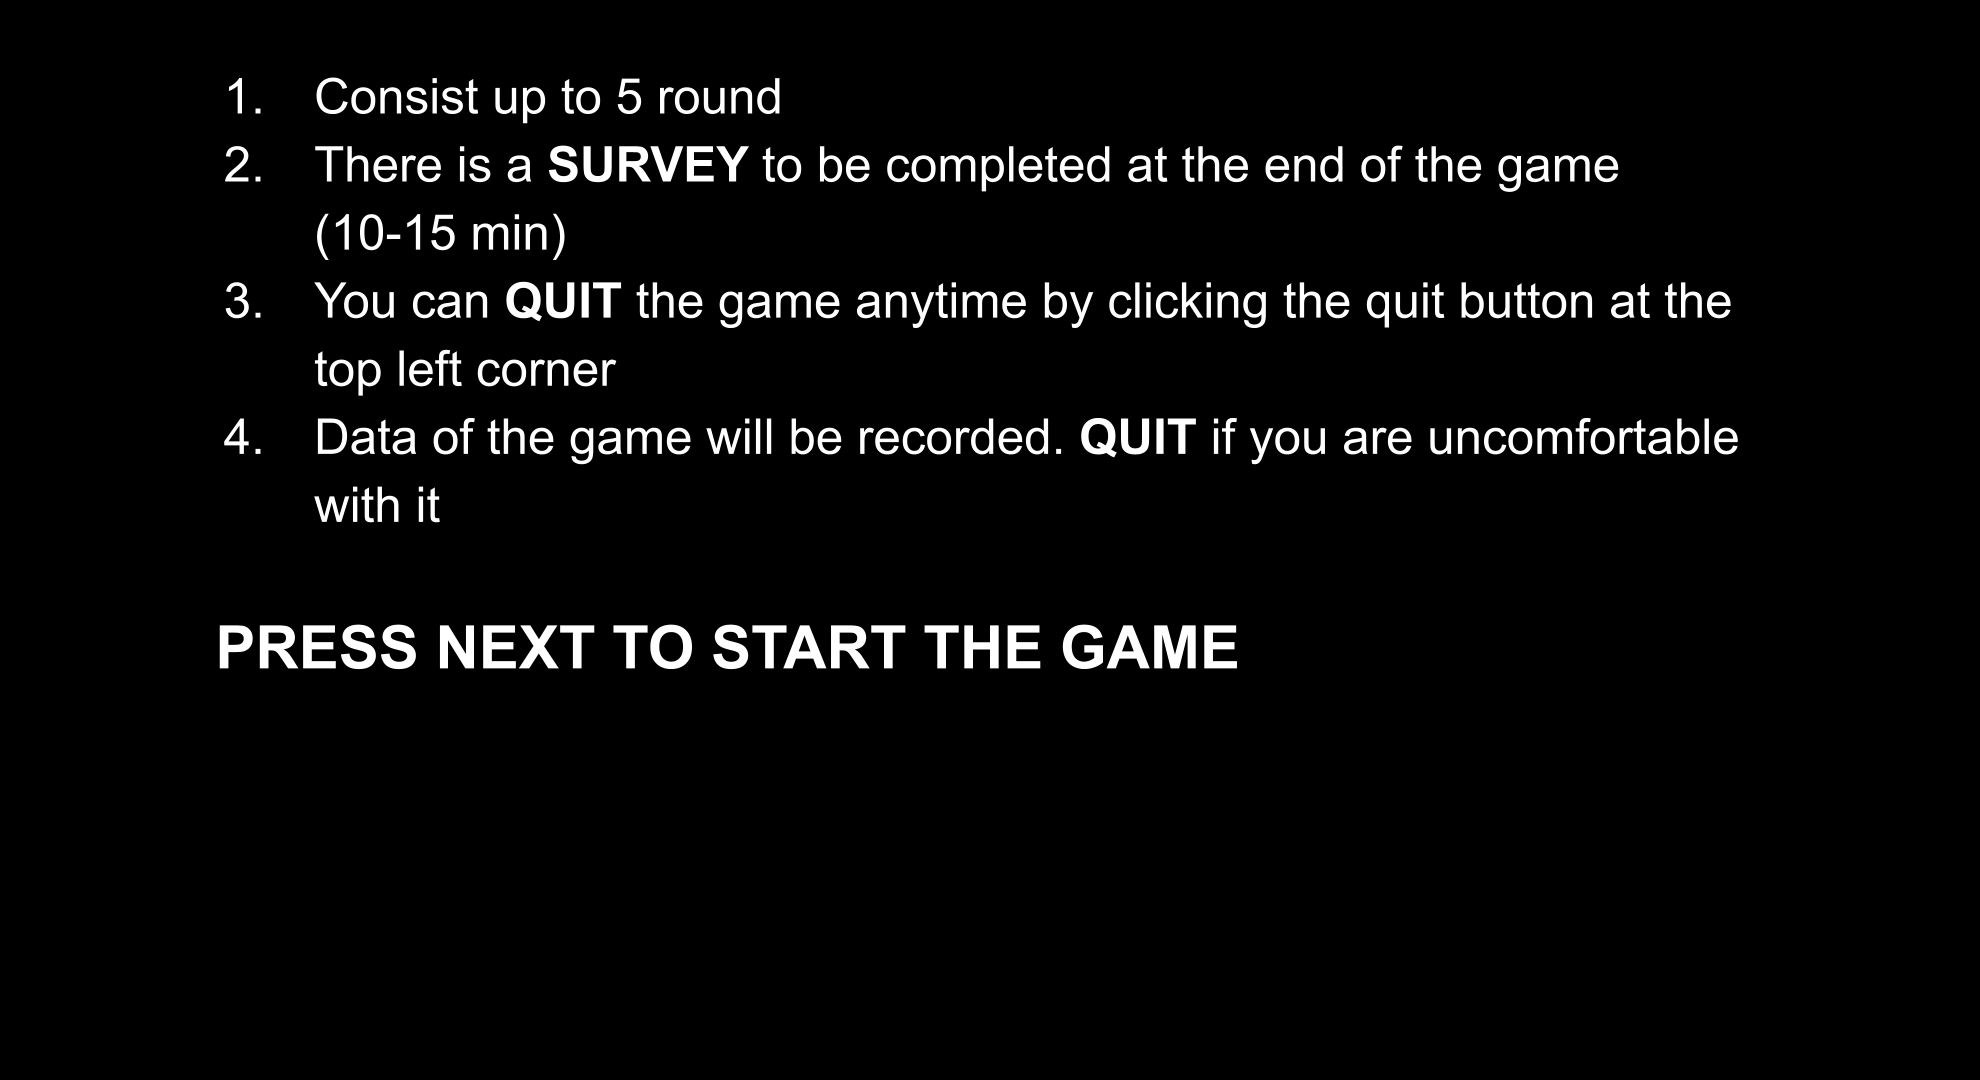 1. Consist up to 5 round
2. There is a SURVEY to be completed at the end of the game
(10-15 min)
3. You can QUIT the game anytime by clicking the quit button at the
top left corner
4. Data of the game will be recorded. QUIT if you are uncomfortable
with it
PRESS NEXT TO START THE GAME